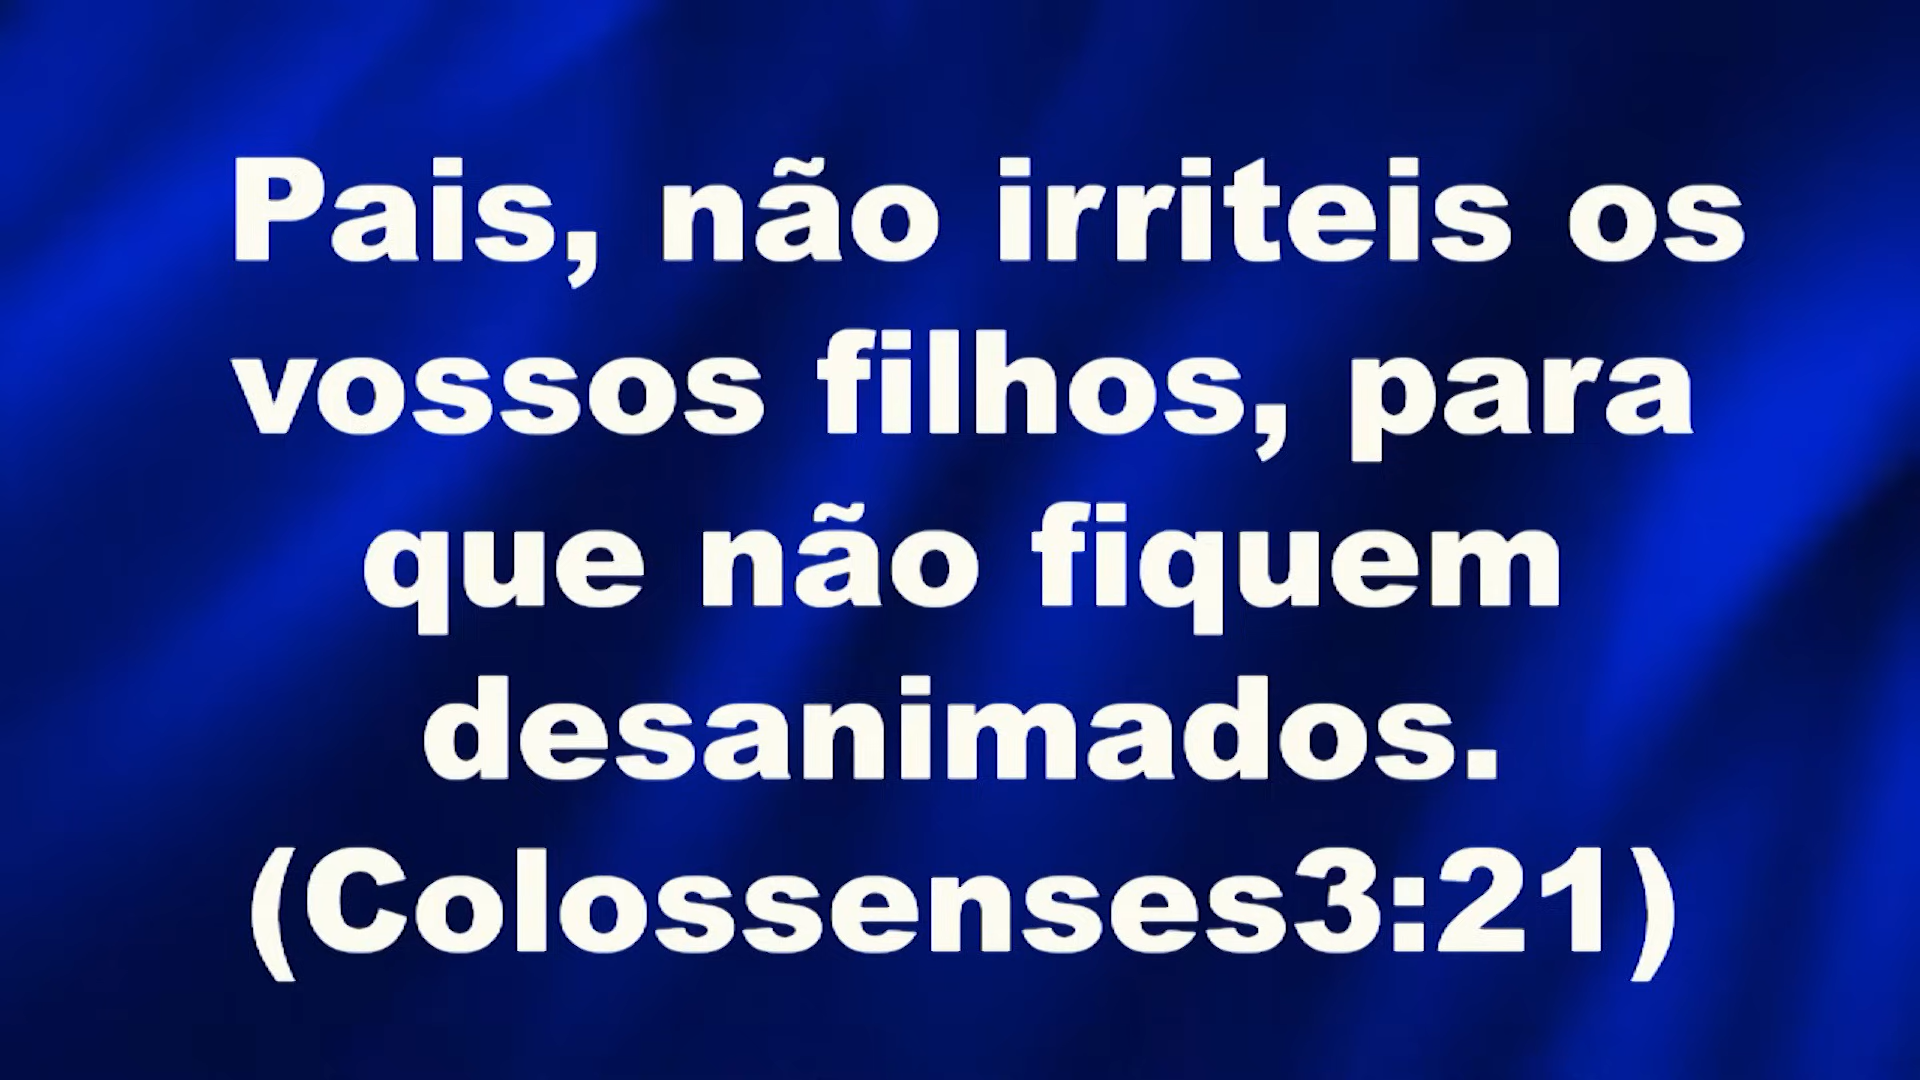 Pais, não irriteis os
vossos filhos, para
que não fiquem
desanimados.
(Colossenses3:21)